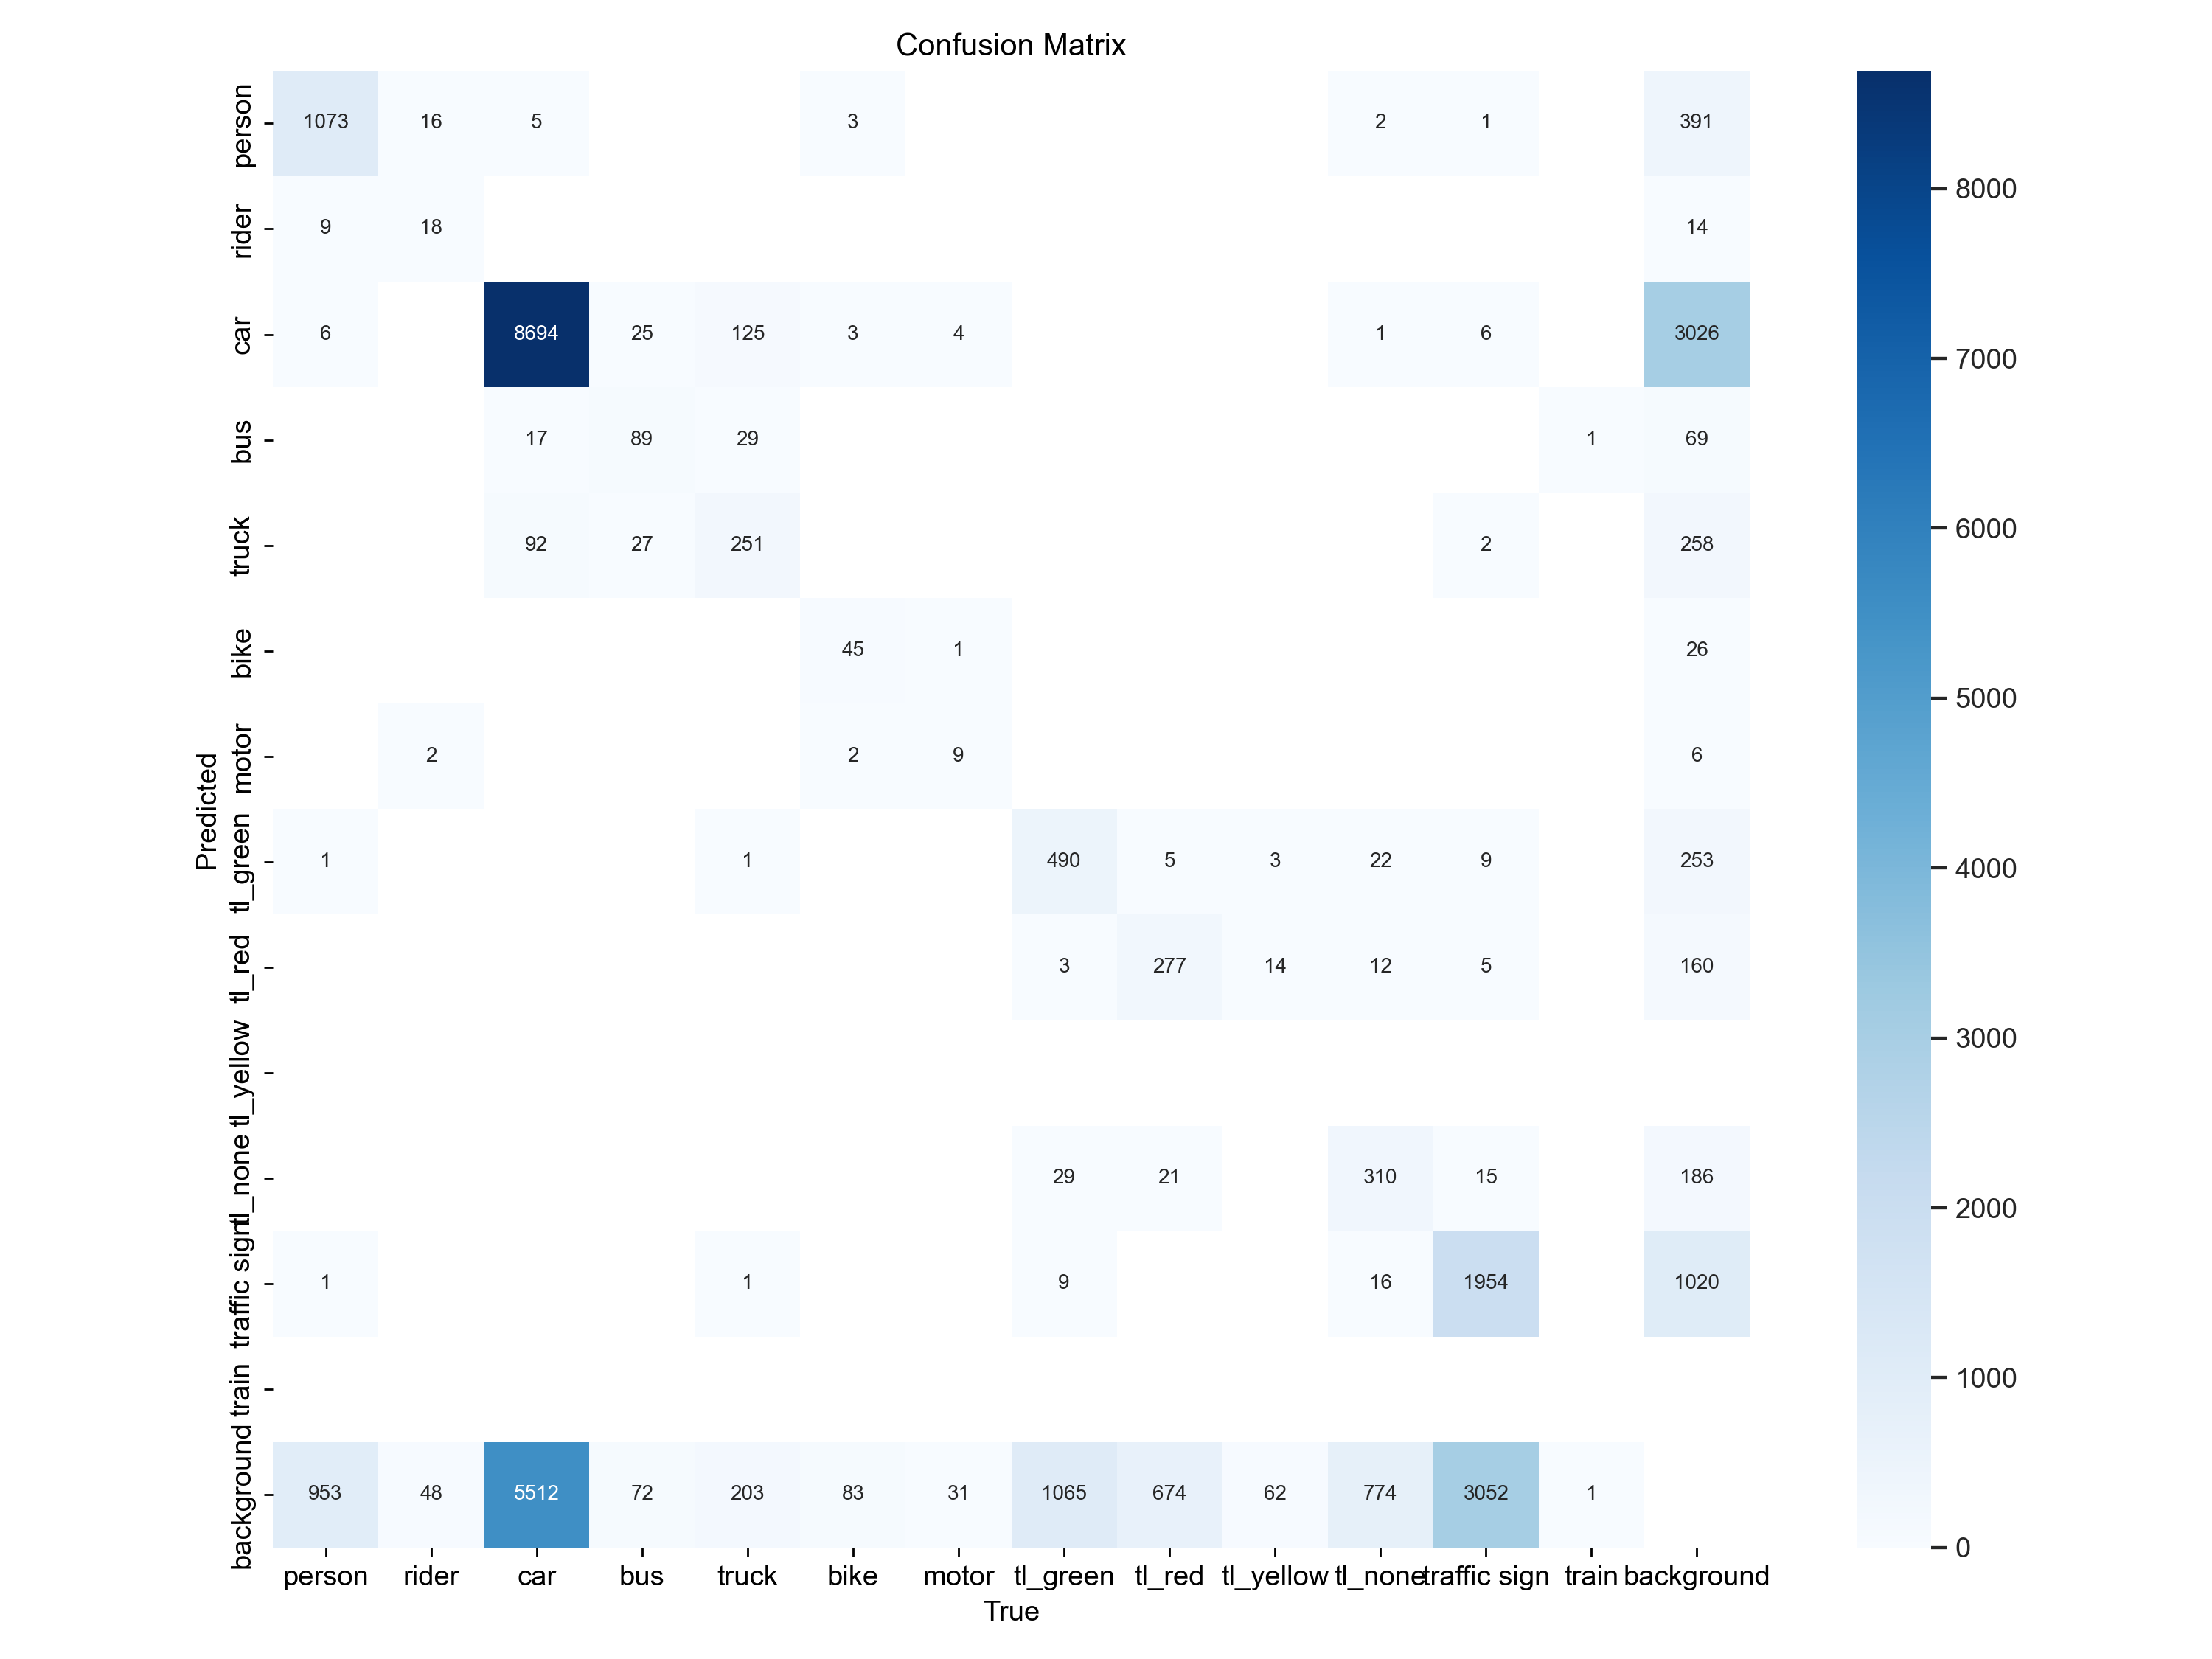 Confusion Matrix
person 1073 16 5 3 2 1 391
rider 9 18 14
car 6 8694 25 125 3 4 1 6 3026
bus 17 89 29 1 69
truck 92 27 251 2 258
bike 45 1 26
motor 2 2 9 6
tl_green 1 1 490 5 3 22 9 253
tl_red 3 277 14 12 5 160
tl_yellow
tl_none 29 21 310 15 186
traffic sign 1 1 9 16 1954 1020
train
background 953 48 5512 72 203 83 31 1065 674 62 774 3052 1
person rider car bus truck bike motor tl_green tl_red tl_yellow tl_none traffic sign train background
True
Predicted
8000
7000
6000
5000
4000
3000
2000
1000
0